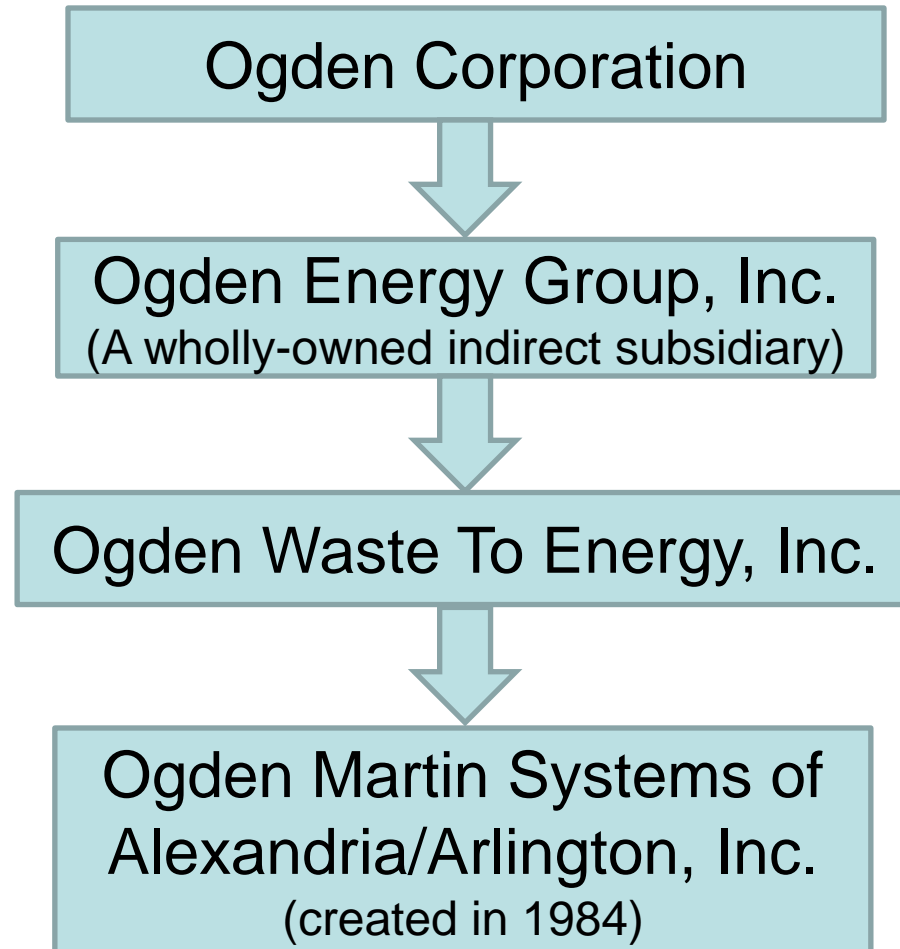 Ogden Corporation
Ogden Energy Group, Inc.
(A wholly-owned indirect subsidiary)
Ogden Waste To Energy, Inc.
Ogden Martin Systems of
Alexandria/Arlington, Inc.
(created in 1984)